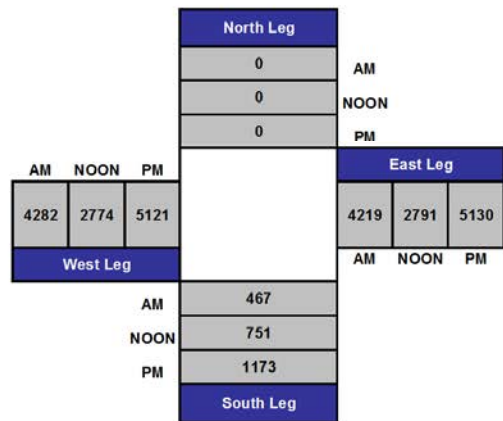 North Leg
0
AM
0
NOON
0
PM
AM NOON PM
East Leg
4282 2774 5121
4219 2791 5130
West Leg
AM NOON PM
AM
467
NOON
751
PM
1173
South Leg